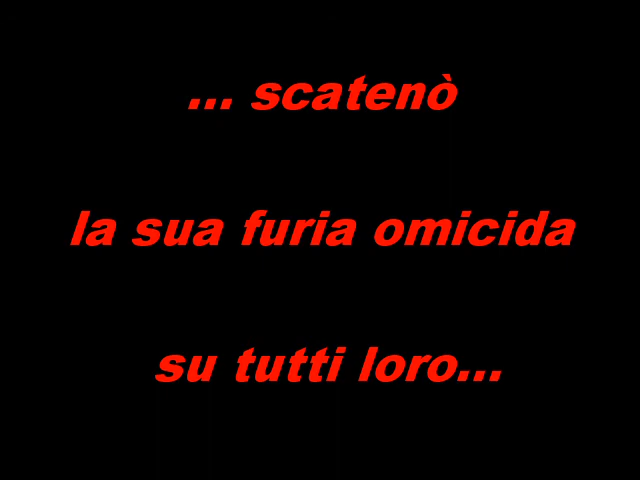 ... scatenò
la sua furia omicida
su tutti loro...